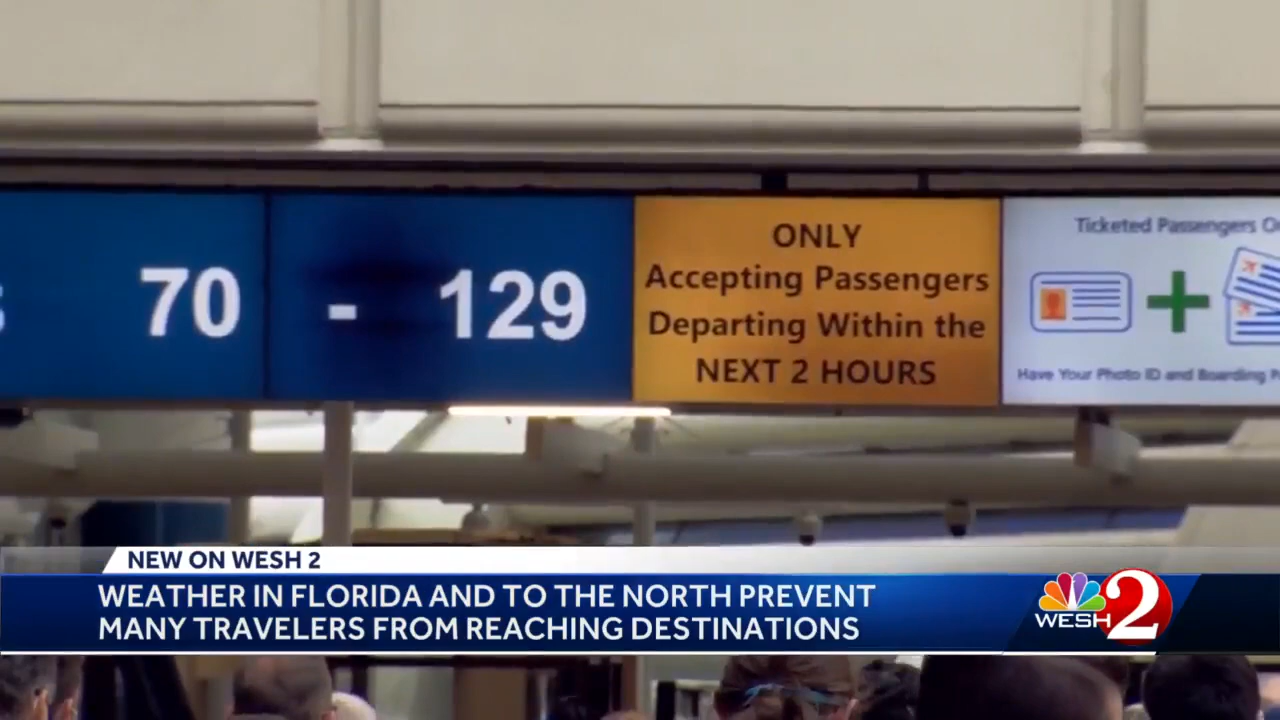 70 - 129
ONLY
Accepting Passengers
Departing Within the
NEXT 2 HOURS
Ticketed Passengers
Have Your Photo ID and Boarding
NEW ON WESH 2
WEATHER IN FLORIDA AND TO THE NORTH PREVENT
MANY TRAVELERS FROM REACHING DESTINATIONS
WESH 2